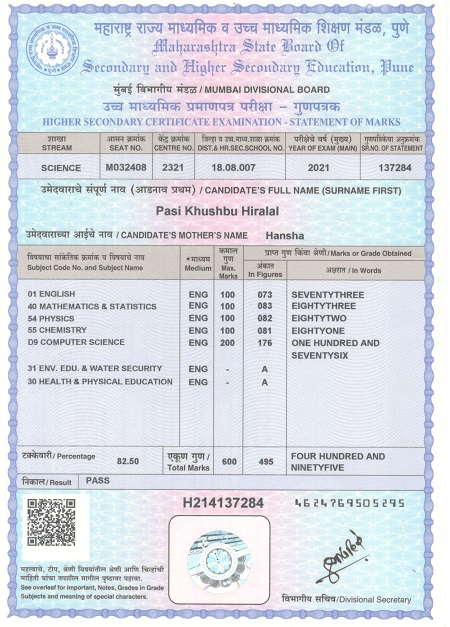 महाराष्ट्र राज्य माध्यमिक व उच्च माध्यमिक शिक्षण मंडळ, पुणे
Maharashtra State Board Of
Secondary and Higher Secondary Education, Pune
मुंबई विभागीय मंडळ / MUMBAI DIVISIONAL BOARD
उच्च माध्यमिक प्रमाणपत्र परीक्षा – गुणपत्रक
HIGHER SECONDARY CERTIFICATE EXAMINATION - STATEMENT OF MARKS
शाखा आसन क्रमांक केंद्र क्रमांक जिल्हा व उच्च.माध्य.शाळा क्रमांक परीक्षेचे वर्ष (मुख्य) गुणपत्रिकेचा अनुक्रमांक
STREAM SEAT NO. CENTRE NO. DIST.& HR.SEC.SCHOOL NO. YEAR OF EXAM (MAIN) SR.NO. OF STATEMENT
SCIENCE M032408 2321 18.08.007 2021 137284
उमेदवाराचे संपूर्ण नाव (आडनाव प्रथम) / CANDIDATE'S FULL NAME (SURNAME FIRST)
Pasi Khushbu Hiralal
उमेदवाराच्या आईचे नाव / CANDIDATE'S MOTHER'S NAME Hansha
विषयाचा सांकेतिक क्रमांक व विषयाचे नाव
Subject Code No. and Subject Name
*माध्यम
Medium
कमाल गुण
Max. Marks
प्राप्त गुण किंवा श्रेणी/Marks or Grade Obtained
अंकात
In Figures
अक्षरात / In Words
01 ENGLISH ENG 100 073 SEVENTYTHREE
40 MATHEMATICS & STATISTICS ENG 100 083 EIGHTYTHREE
54 PHYSICS ENG 100 082 EIGHTYTWO
55 CHEMISTRY ENG 100 081 EIGHTYONE
D9 COMPUTER SCIENCE ENG 200 176 ONE HUNDRED AND
SEVENTYSIX
31 ENV. EDU. & WATER SECURITY ENG - A
30 HEALTH & PHYSICAL EDUCATION ENG - A
टक्केवारी/ Percentage 82.50 एकूण गुण / Total Marks 600 495 FOUR HUNDRED AND
NINETYFIVE
निकाल/ Result PASS
H214137284 4624769505295
महत्वाचे, टीप, श्रेणी विषयांतील श्रेणी आणि चिन्हांची
माहिती यांचा तपशील मागील पृष्ठावर पहावा.
See overleaf for Important, Notes, Grades in Grade
Subjects and meaning of special characters.
विभागीय सचिव/Divisional Secretary